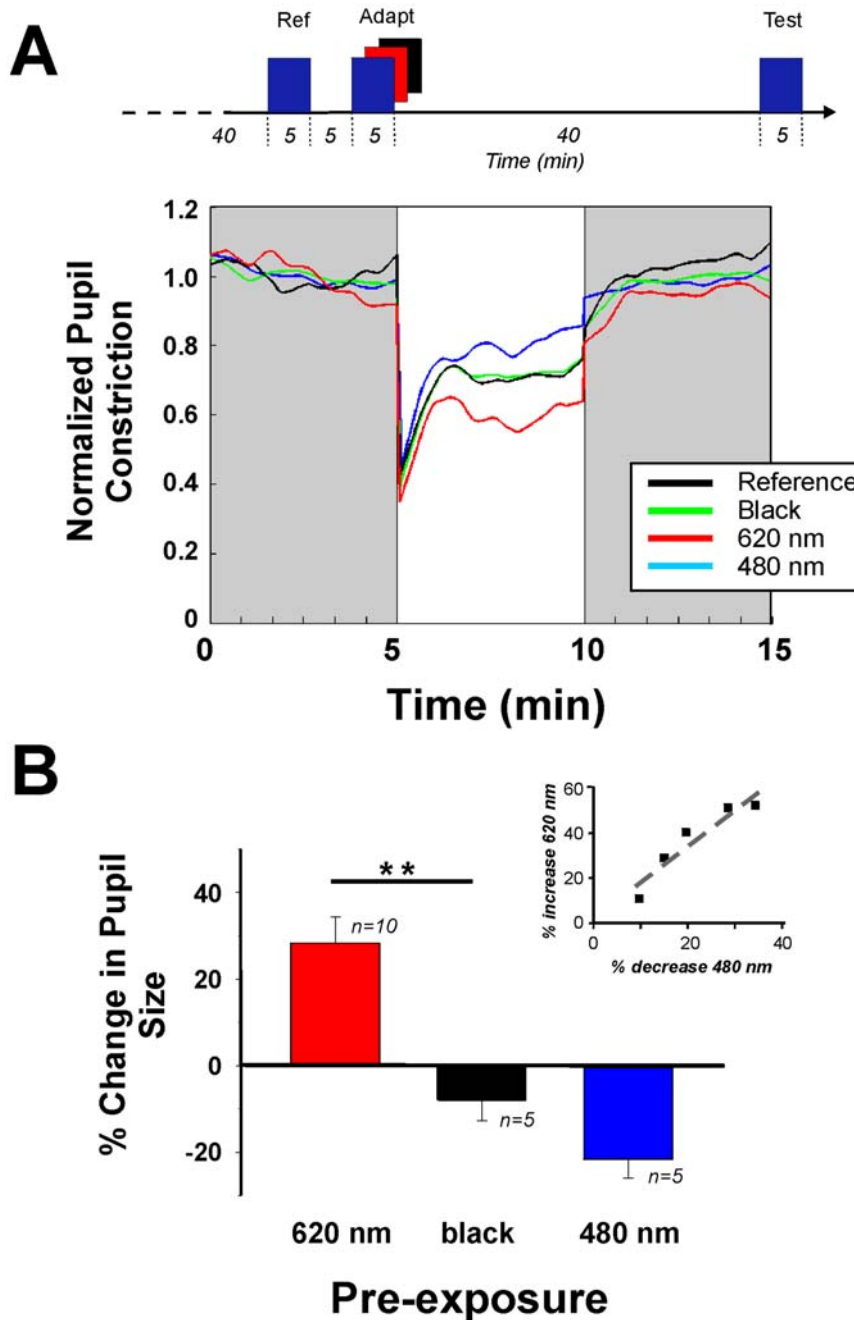 A
Ref Adapt Test
40 5 5 5 40 5
Time (min)
Normalized Pupil
Constriction
1.2
1.0
0.8
0.6
0.4
0.2
0
Reference
Black
620 nm
480 nm
0 5 10 15
Time (min)
B
% Change in Pupil
Size
40
20
0
-20
**
n=10
n=5
n=5
% increase 620 nm
60
40
20
0
0 20 40
% decrease 480 nm
620 nm black 480 nm
Pre-exposure